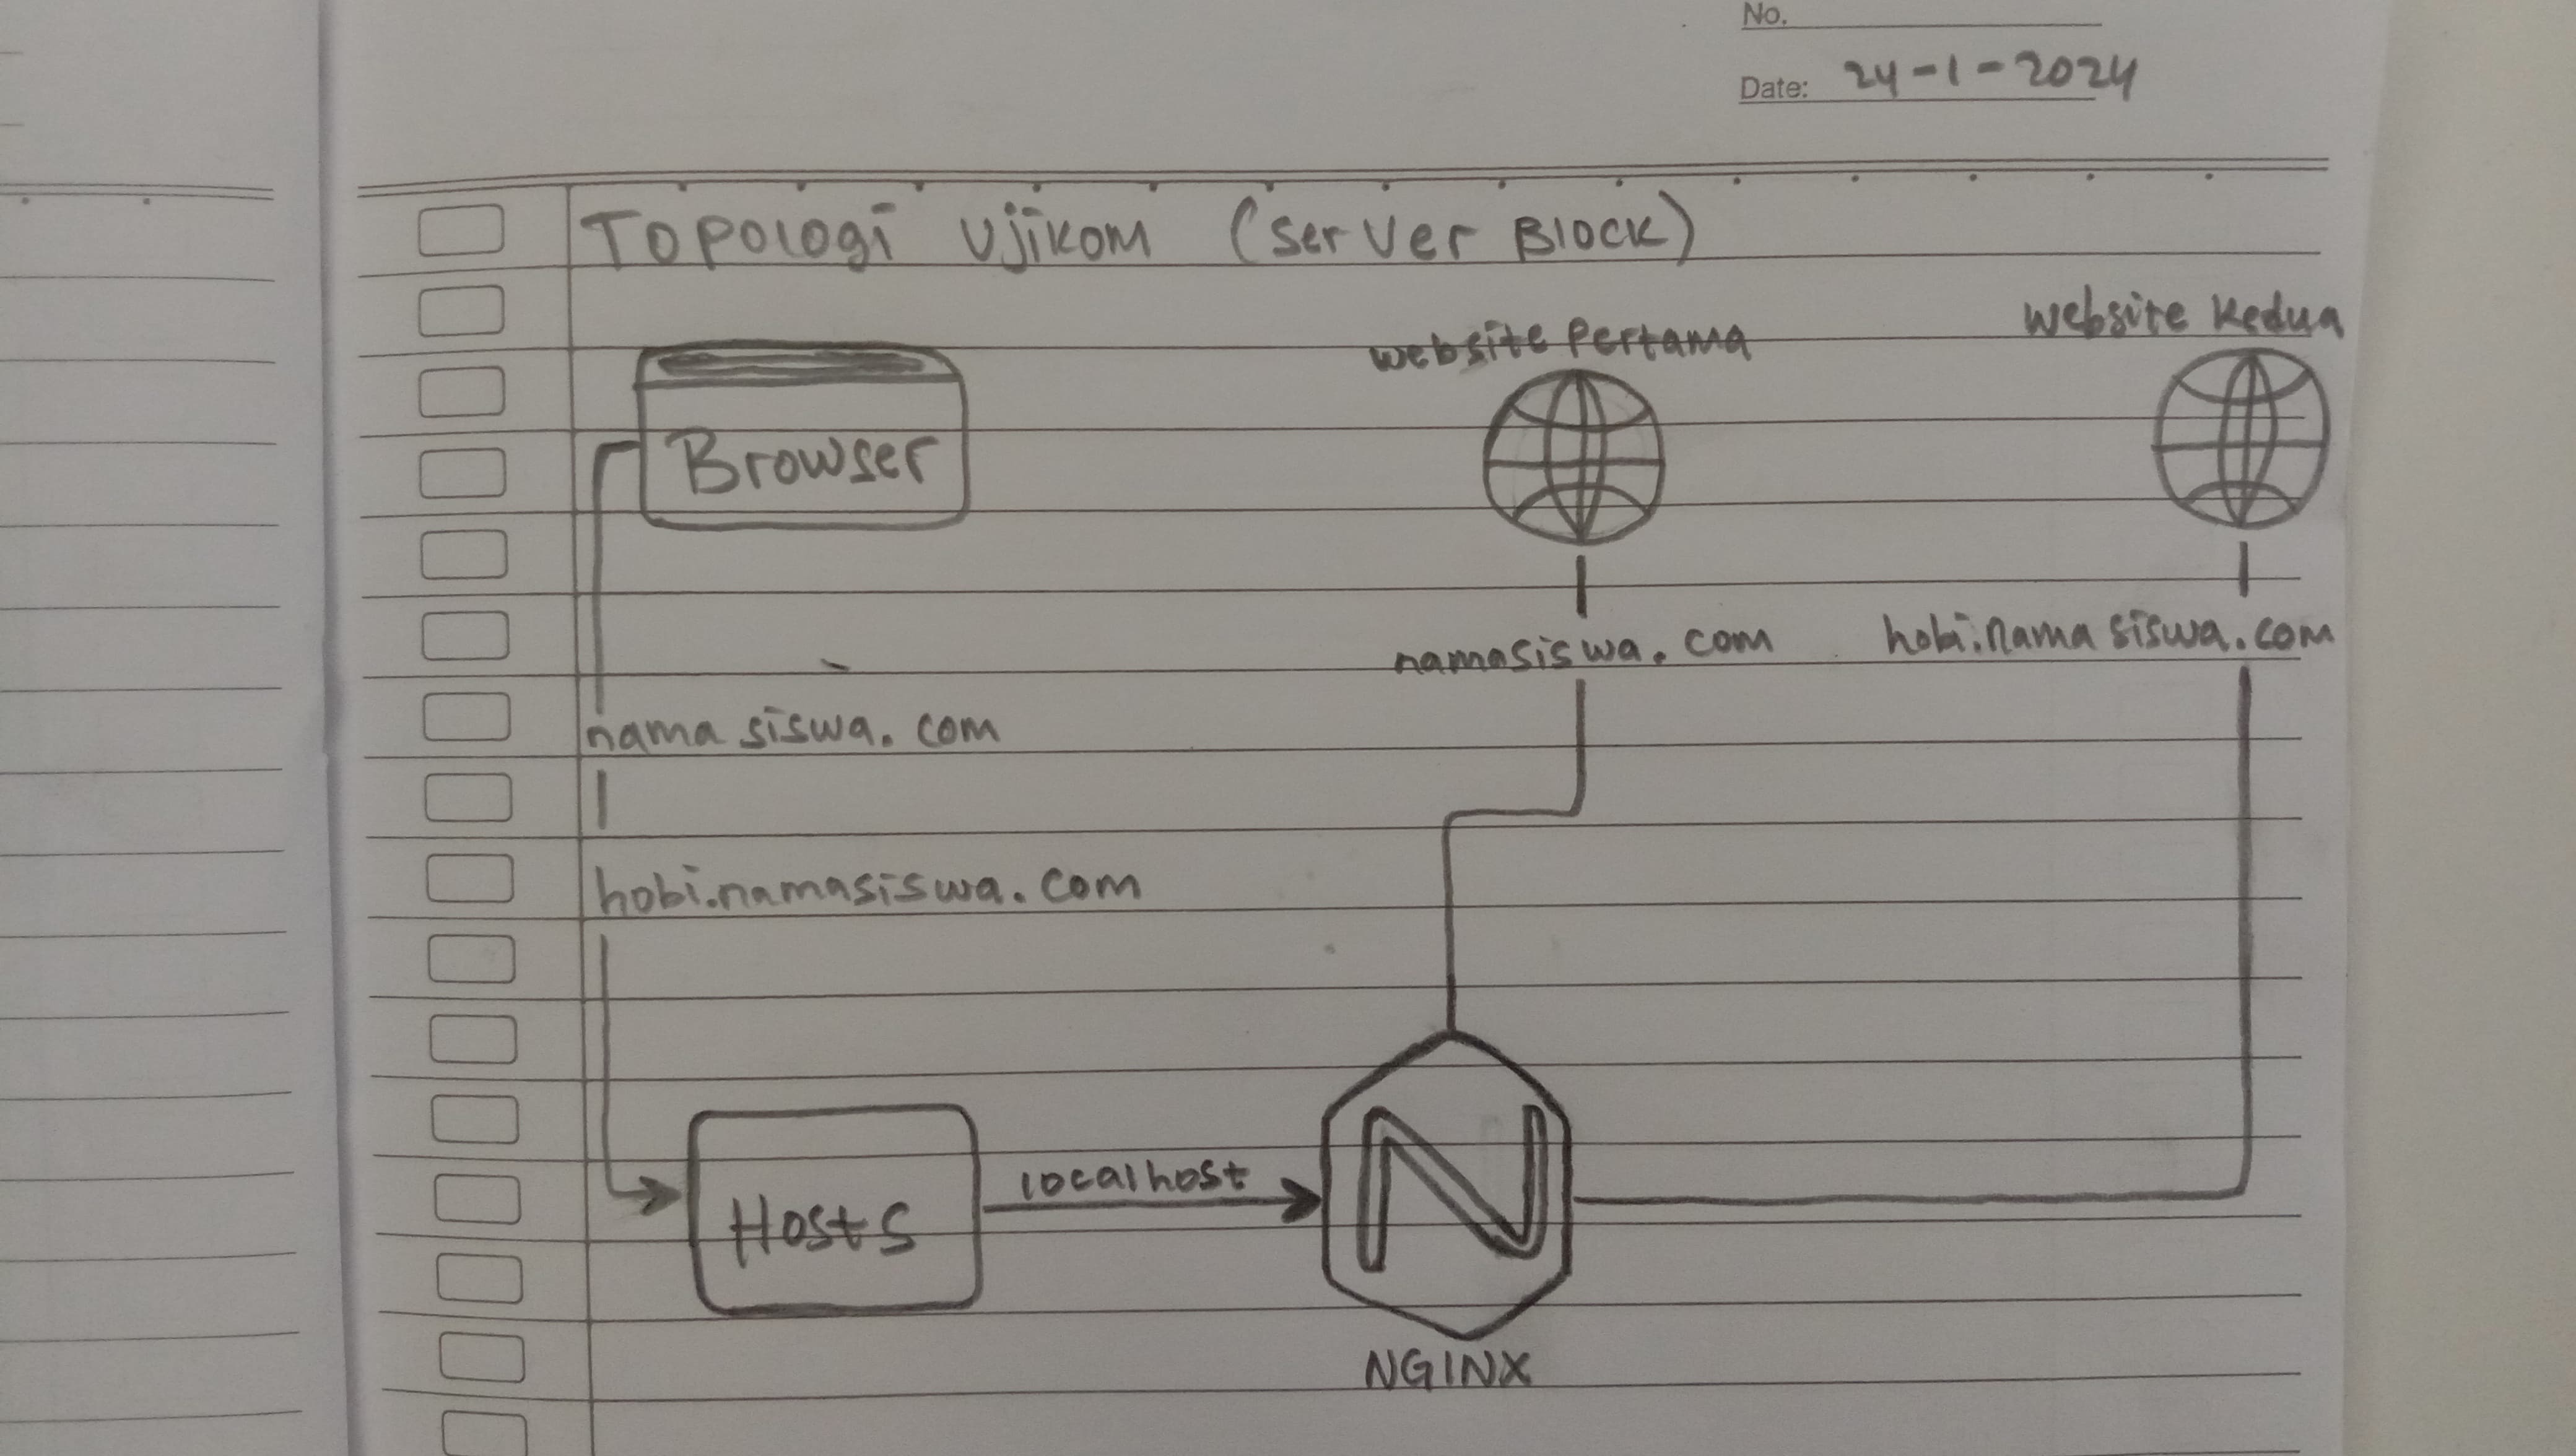 No.
Date: 24-1-2024
Topologi Ujikom (Server Block)
Website Pertama
Website Kedua
Browser
namasiswa.com
hobi.namasiswa.com
nama siswa.com
hobi.namasiswa.com
Hosts
localhost
N
NGINX